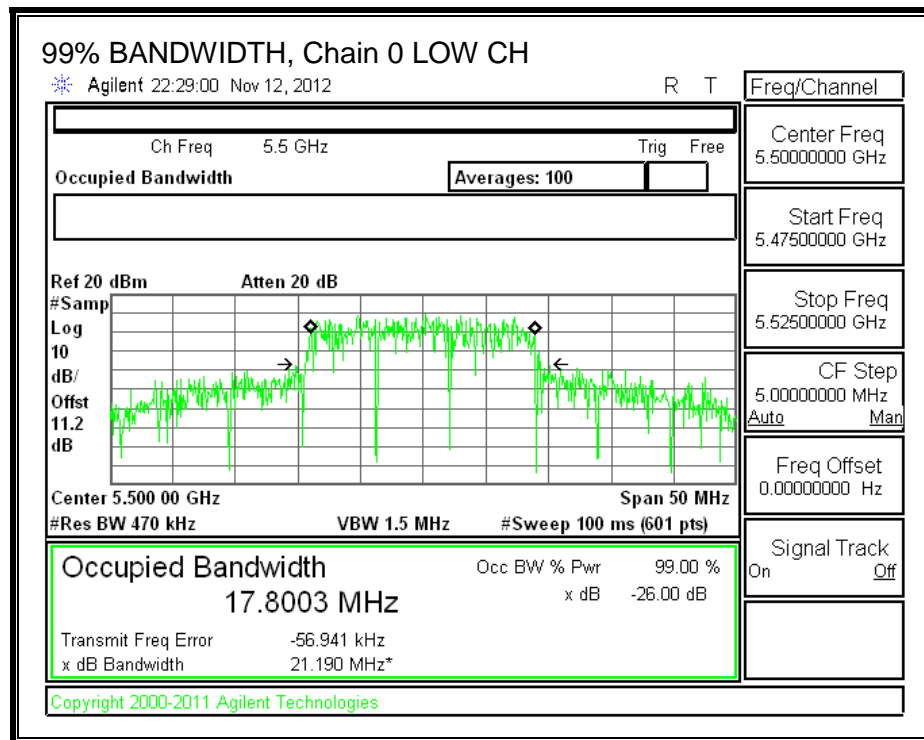 99% BANDWIDTH, Chain 0 LOW CH
Agilent 22:29:00 Nov 12, 2012 R T
Freq/Channel
Ch Freq 5.5 GHz Trig Free
Occupied Bandwidth Averages: 100
Center Freq
5.50000000 GHz
Start Freq
5.47500000 GHz
Stop Freq
5.52500000 GHz
CF Step
5.00000000 MHz
Auto Man
Freq Offset
0.00000000 Hz
Signal Track
On Off
Ref 20 dBm Atten 20 dB
#Samp
Log
10
dB/
Offst
11.2
dB
Center 5.500 00 GHz Span 50 MHz
#Res BW 470 kHz VBW 1.5 MHz #Sweep 100 ms (601 pts)
Occupied Bandwidth Occ BW % Pwr 99.00 %
17.8003 MHz x dB -26.00 dB
Transmit Freq Error -56.941 kHz
x dB Bandwidth 21.190 MHz*
Copyright 2000-2011 Agilent Technologies